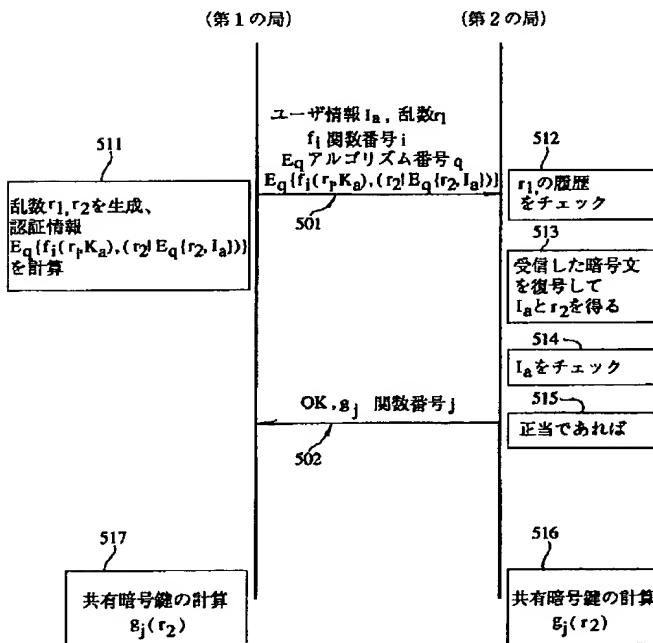 (第1の局)
(第2の局)
ユーザ情報 Ia, 乱数r1
fi 関数番号 i
Eq アルゴリズム番号 q
Eq{fi(r1,Ka),(r2|Eq{r2,Ia})}
501
511
乱数r1,r2を生成、
認証情報
Eq{fi(r1,Ka),(r2|Eq{r2,Ia})}
を計算
512
r1,の履歴
をチェック
513
受信した暗号文
を復号して
Iaとr2を得る
514
Iaをチェック
515
正当であれば
OK, gj 関数番号 j
502
517
共有暗号鍵の計算
gj(r2)
516
共有暗号鍵の計算
gj(r2)